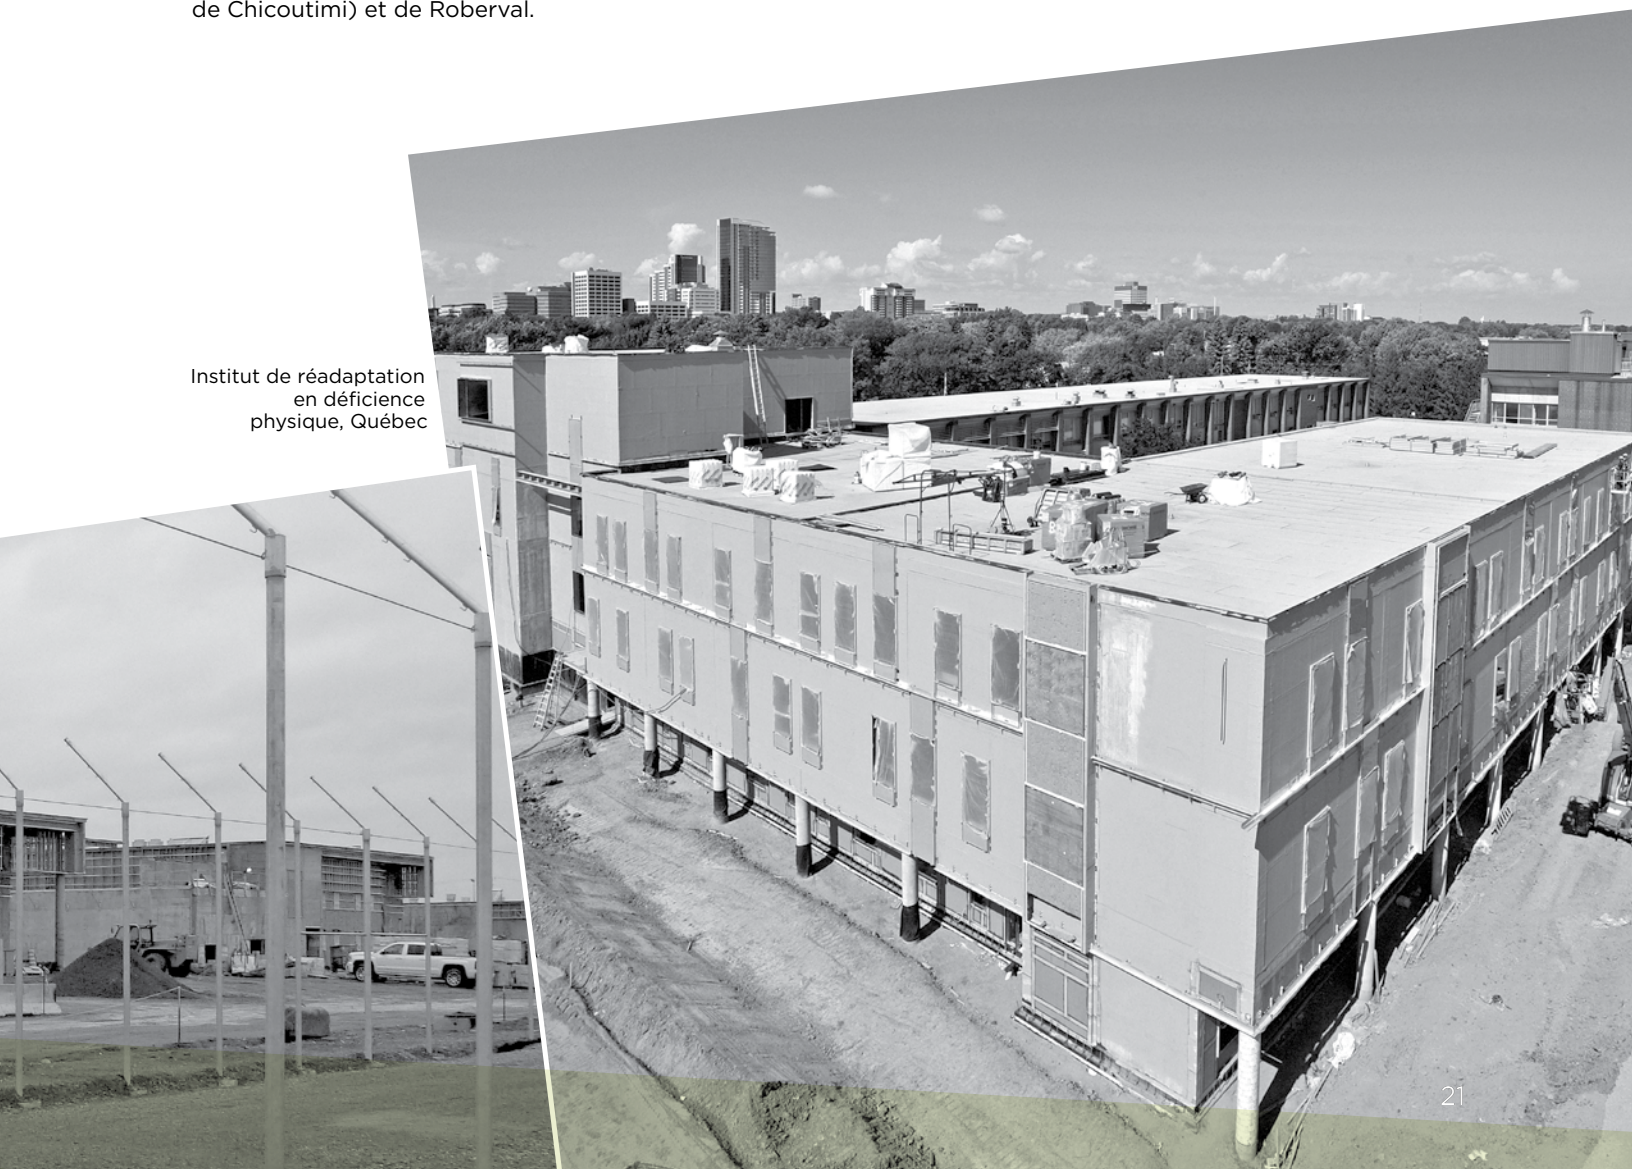 de Chicoutimi) et de Roberval.
Institut de réadaptation
en déficience
physique, Québec
21